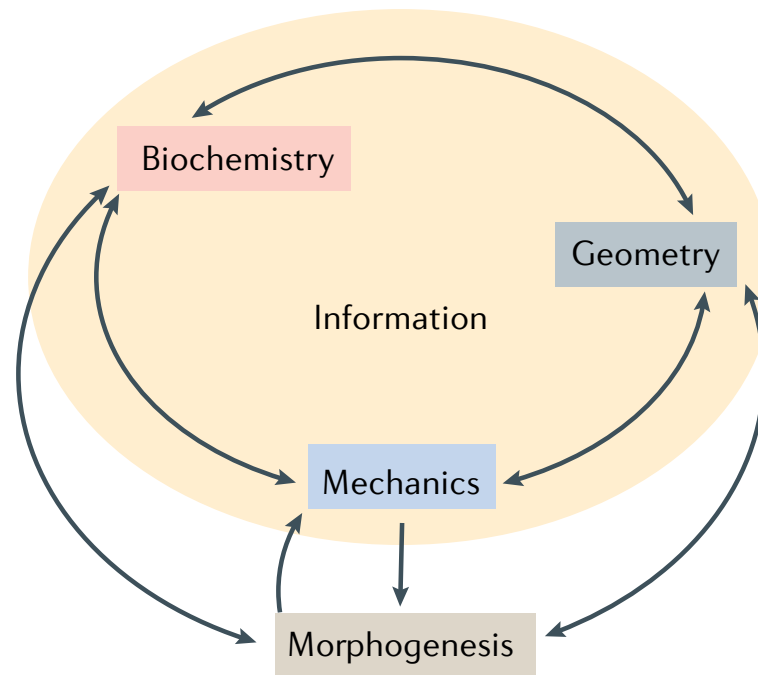 Biochemistry
Geometry
Information
Mechanics
Morphogenesis